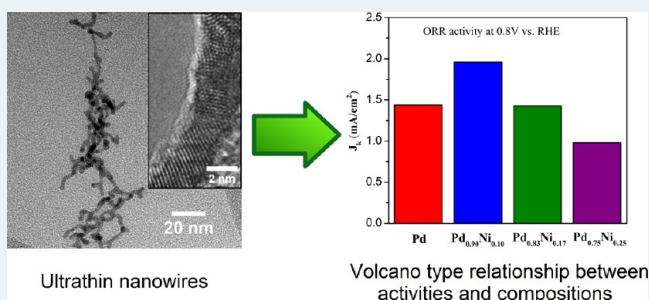 2 nm
20 nm
Ultrathin nanowires
ORR activity at 0.8V vs. RHE
J_k (mA/cm²)
2.5
2.0
1.5
1.0
0.5
0.0
Pd
Pd₀.₉₀Ni₀.₁₀
Pd₀.₈₃Ni₀.₁₇
Pd₀.₇₅Ni₀.₂₅
Volcano type relationship between
activities and compositions